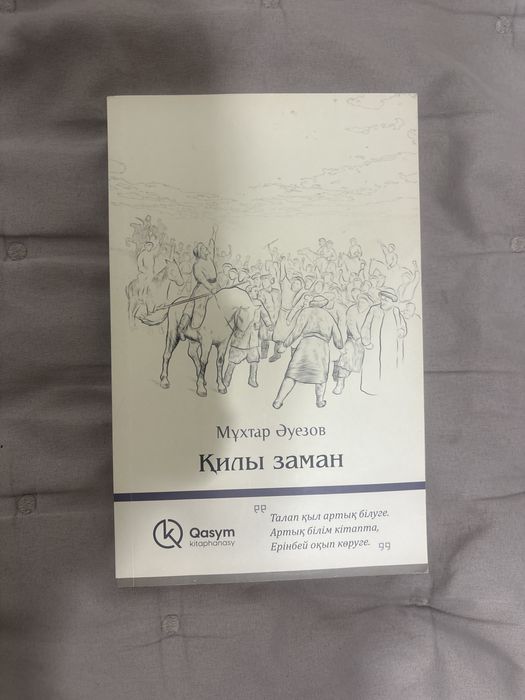 Мұхтар Әуезов
Қилы заман
Qasym
kitaphanasy
Талап қыл артық білуге.
Артық білім кітапта,
Ерінбей оқып көруге.